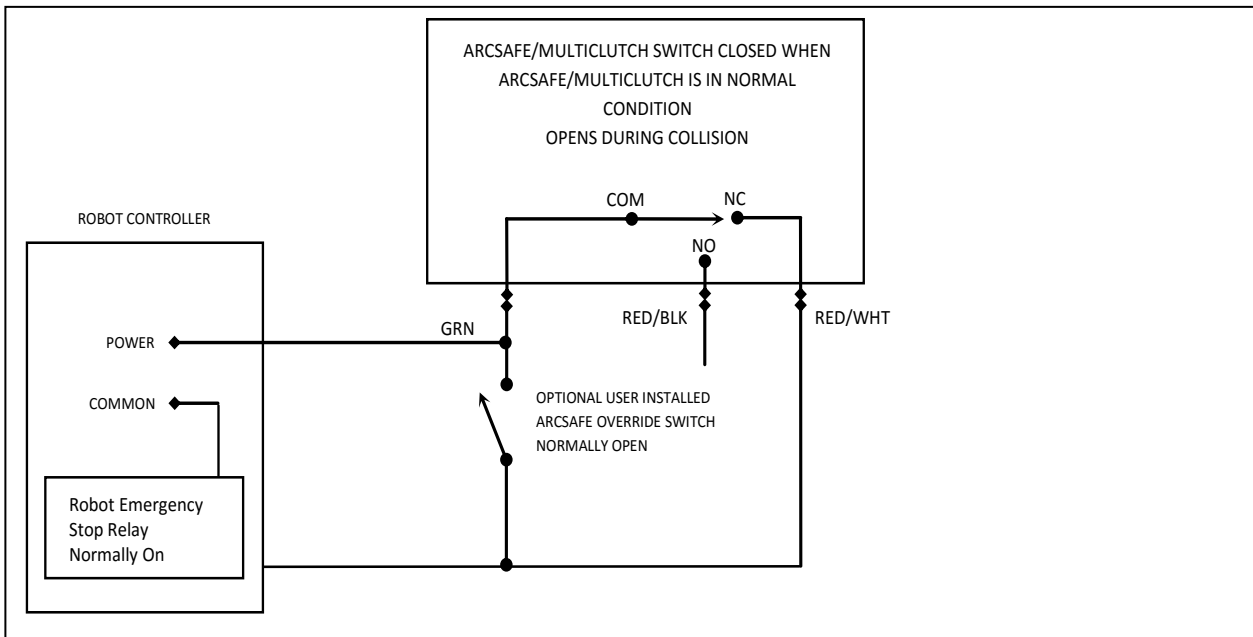 ARCSAFE/MULTICLUTCH SWITCH CLOSED WHEN
ARCSAFE/MULTICLUTCH IS IN NORMAL
CONDITION
OPENS DURING COLLISION
COM
NC
NO
ROBOT CONTROLLER
GRN
RED/BLK
RED/WHT
POWER
COMMON
OPTIONAL USER INSTALLED
ARCSAFE OVERRIDE SWITCH
NORMALLY OPEN
Robot Emergency
Stop Relay
Normally On